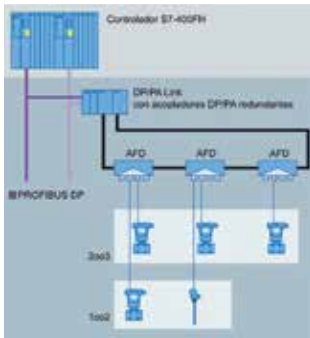 Controlador S7-400FH
DP/PA Link
con acopladores DP/PA redundantes
AFD AFD AFD
PROFIBUS DP
2oo3
1oo2